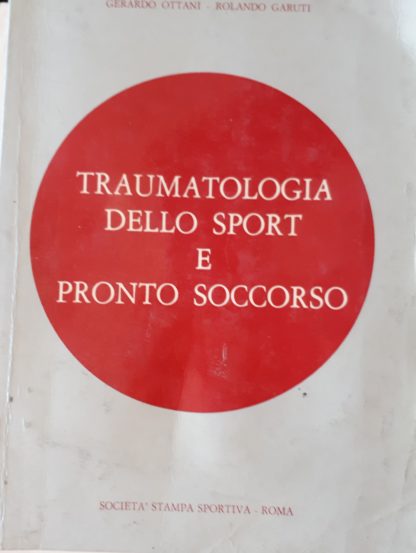 GERARDO OTTANI - ROLANDO GARUTI
TRAUMATOLOGIA
DELLO SPORT
E
PRONTO SOCCORSO
SOCIETA' STAMPA SPORTIVA - ROMA